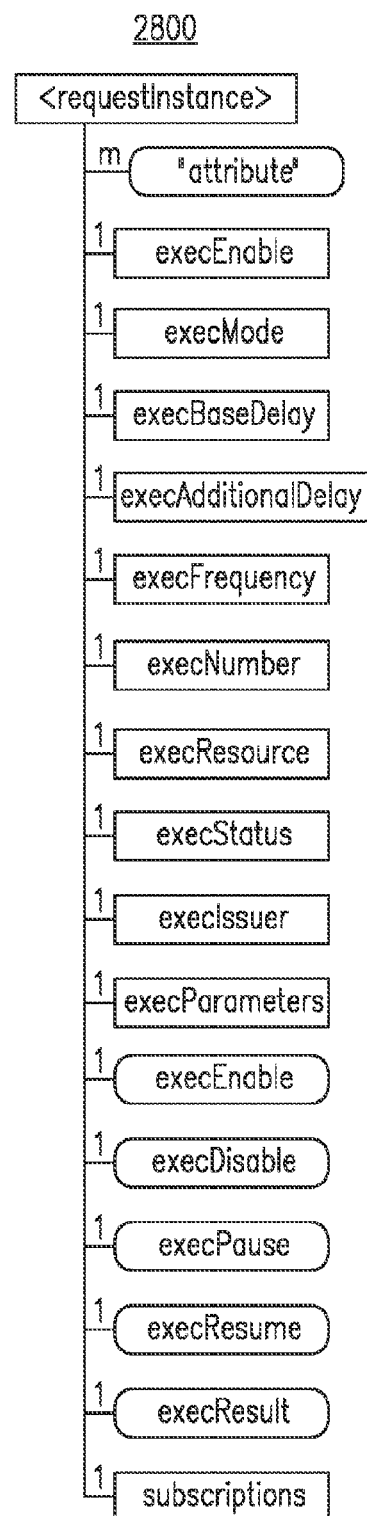 2800
<requestInstance>
m
"attribute"
1
execEnable
1
execMode
1
execBaseDelay
1
execAdditionalDelay
1
execFrequency
1
execNumber
1
execResource
1
execStatus
1
execIssuer
1
execParameters
1
execEnable
1
execDisable
1
execPause
1
execResume
1
execResult
1
subscriptions